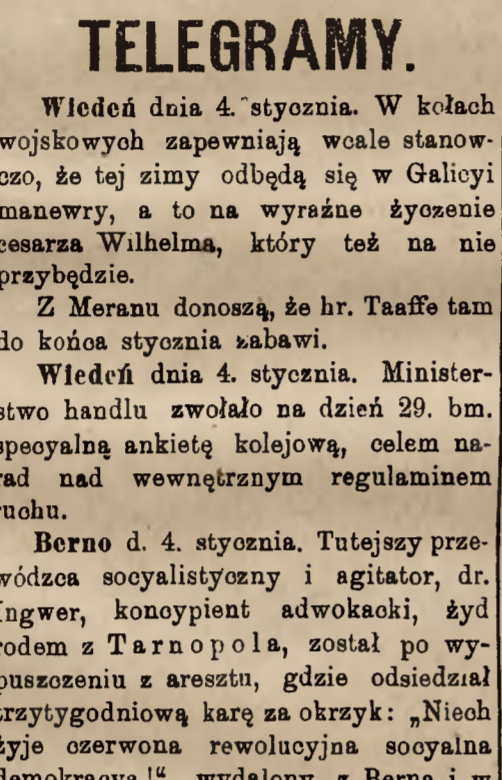 TELEGRAMY.
Wiedeń dnia 4. stycznia. W kołach
wojskowych zapewniają wcale stanow-
czo, że tej zimy odbędą się w Galicyi
manewry, a to na wyraźne życzenie
cesarza Wilhelma, który też na nie
przybędzie.
Z Meranu donoszą, że hr. Taaffe tam
do końca stycznia zabawi.
Wiedeń dnia 4. stycznia. Minister-
stwo handlu zwołało na dzień 29. bm.
specyalną ankietę kolejową, celem na-
rad nad wewnętrznym regulaminem
ruchu.
Berno d. 4. stycznia. Tutejszy prze-
wódzca socyalistyczny i agitator, dr.
Ingwer, koncypient adwokacki, żyd
rodem z Tarnopola, został po wy-
puszczeniu z aresztu, gdzie odsiedział
trzytygodniową karę za okrzyk: „Niech
żyje czerwona rewolucyjna socyalna
demokracya!“ wydalony z Berna i w